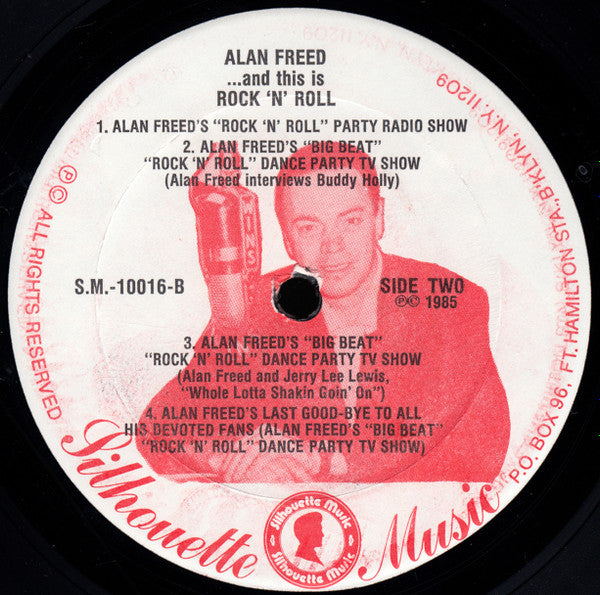 ALAN FREED
...and this is
ROCK 'N' ROLL
1. ALAN FREED'S "ROCK 'N' ROLL" PARTY RADIO SHOW
2. ALAN FREED'S "BIG BEAT"
"ROCK 'N' ROLL" DANCE PARTY TV SHOW
(Alan Freed interviews Buddy Holly)
WINS
S.M.-10016-B
SIDE TWO
℗© 1985
3. ALAN FREED'S "BIG BEAT"
"ROCK 'N' ROLL" DANCE PARTY TV SHOW
(Alan Freed and Jerry Lee Lewis,
"Whole Lotta Shakin Goin' On")
4. ALAN FREED'S LAST GOOD-BYE TO ALL
HIS DEVOTED FANS (ALAN FREED'S "BIG BEAT"
"ROCK 'N' ROLL" DANCE PARTY TV SHOW)
℗© ALL RIGHTS RESERVED
Silhouette Music
P.O. BOX 96, FT. HAMILTON STA., B'KLYN, N.Y. 11209
Silhouette Music
Silhouette Music
KLYN, N.Y. 11209